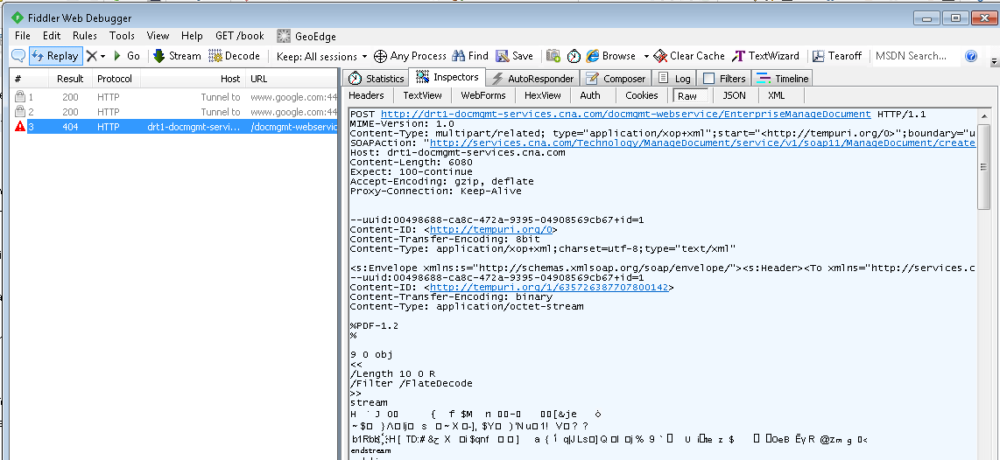 Fiddler Web Debugger
File Edit Rules Tools View Help GET /book GeoEdge
Replay Go Stream Decode Keep: All sessions Any Process Find Save Browse Clear Cache TextWizard Tearoff MSDN Search...
# Result Protocol Host URL
1 200 HTTP Tunnel to www.google.com:44
2 200 HTTP Tunnel to www.google.com:44
3 404 HTTP drt1-docmgmt-servi... /docmgmt-webservic
Statistics Inspectors AutoResponder Composer Log Filters Timeline
Headers TextView WebForms HexView Auth Cookies Raw JSON XML
POST http://drt1-docmgmt-services.cna.com/docmgmt-webservice/EnterpriseManageDocument HTTP/1.1
MIME-Version: 1.0
Content-Type: multipart/related; type="application/xop+xml";start="<http://tempuri.org/0>";boundary="u
SOAPAction: "http://services.cna.com/Technology/ManageDocument/service/v1/soap11/ManageDocument/create
Host: drt1-docmgmt-services.cna.com
Content-Length: 6080
Expect: 100-continue
Accept-Encoding: gzip, deflate
Proxy-Connection: Keep-Alive
--uuid:00498688-ca8c-472a-9395-04908569cb67+id=1
Content-ID: <http://tempuri.org/0>
Content-Transfer-Encoding: 8bit
Content-Type: application/xop+xml;charset=utf-8;type="text/xml"
<s:Envelope xmlns:s="http://schemas.xmlsoap.org/soap/envelope/"><s:Header><To xmlns="http://services.c
--uuid:00498688-ca8c-472a-9395-04908569cb67+id=1
Content-ID: <http://tempuri.org/1/635726387707800142>
Content-Transfer-Encoding: binary
Content-Type: application/octet-stream
%PDF-1.2
%
9 0 obj
<<
/Length 10 0 R
/Filter /FlateDecode
>>
stream
endstream